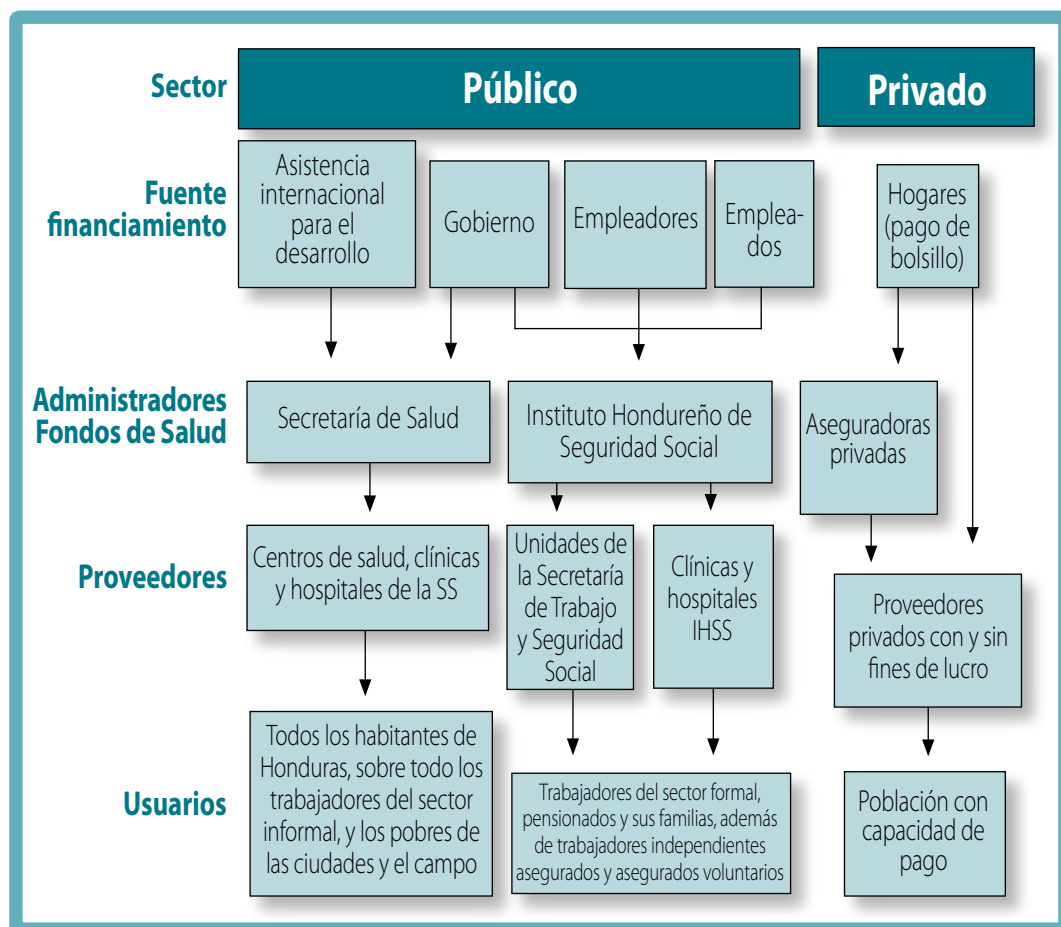 Sector
Público
Privado
Fuente
financiamiento
Asistencia
internacional
para el
desarrollo
Gobierno
Empleadores
Emplea-
dos
Hogares
(pago de
bolsillo)
Administradores
Fondos de Salud
Secretaría de Salud
Instituto Hondureño de
Seguridad Social
Aseguradoras
privadas
Proveedores
Centros de salud, clínicas
y hospitales de la SS
Unidades de
la Secretaría
de Trabajo
y Seguridad
Social
Clínicas y
hospitales
IHSS
Proveedores
privados con y sin
fines de lucro
Usuarios
Todos los habitantes de
Honduras, sobre todo los
trabajadores del sector
informal, y los pobres de
las ciudades y el campo
Trabajadores del sector formal,
pensionados y sus familias, además
de trabajadores independientes
asegurados y asegurados voluntarios
Población con
capacidad de
pago